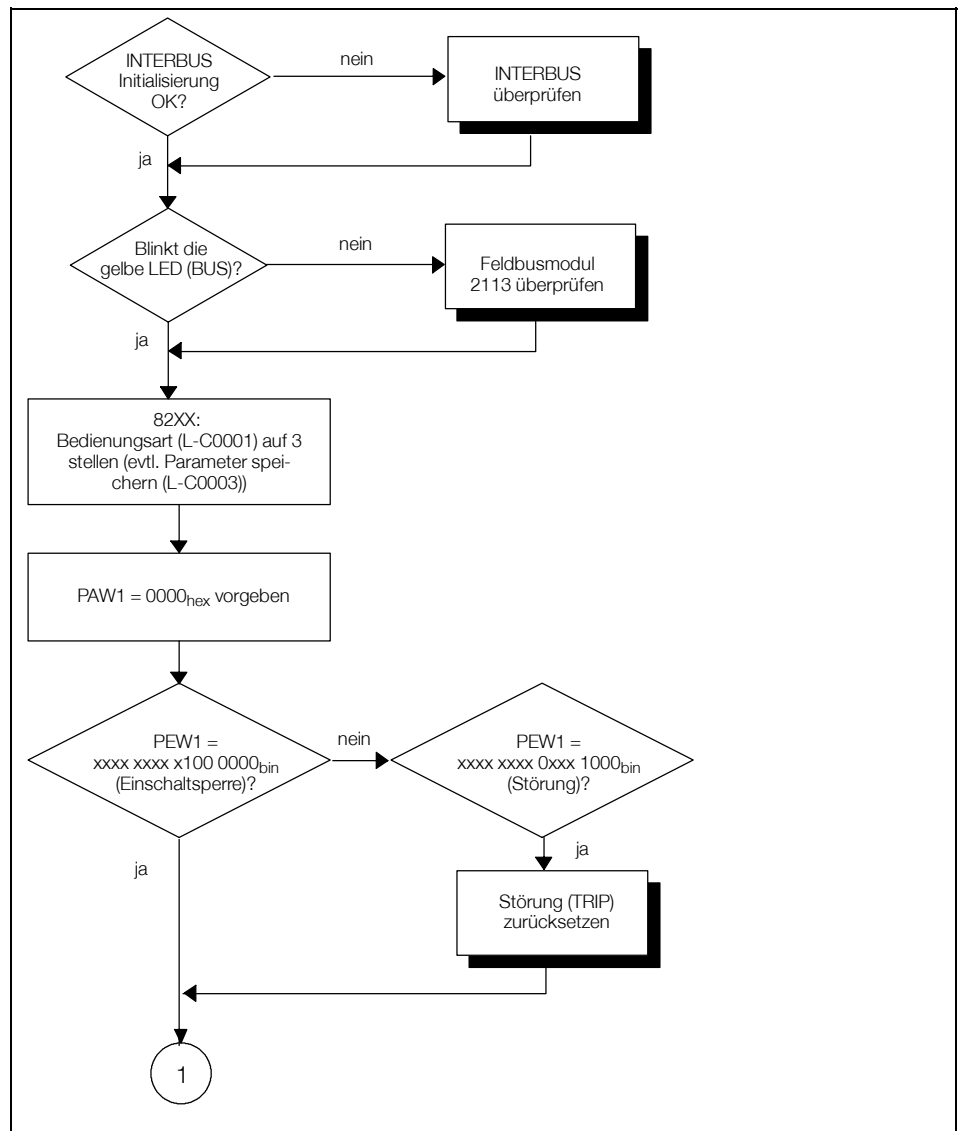 INTERBUS
Initialisierung
OK?
nein
INTERBUS
überprüfen
ja
Blinkt die
gelbe LED (BUS)?
nein
Feldbusmodul
2113 überprüfen
ja
82XX:
Bedienungsart (L-C0001) auf 3
stellen (evtl. Parameter spei-
chern (L-C0003))
PAW1 = 0000hex vorgeben
PEW1 =
xxxx xxxx x100 0000bin
(Einschaltsperre)?
nein
PEW1 =
xxxx xxxx 0xxx 1000bin
(Störung)?
ja
ja
Störung (TRIP)
zurücksetzen
1